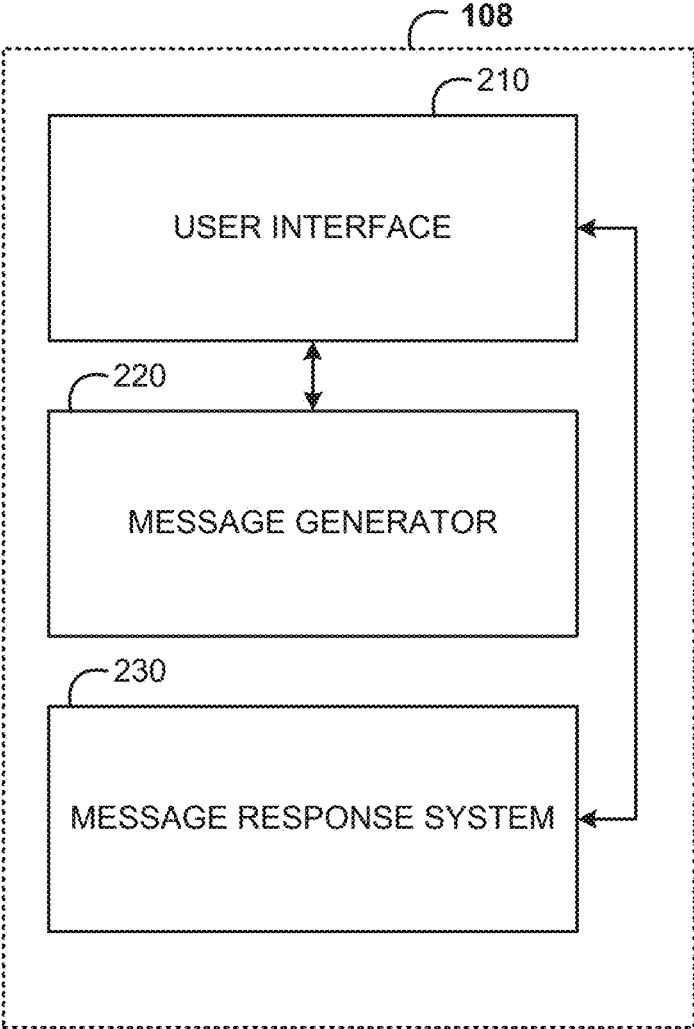 108
210
USER INTERFACE
220
MESSAGE GENERATOR
230
MESSAGE RESPONSE SYSTEM